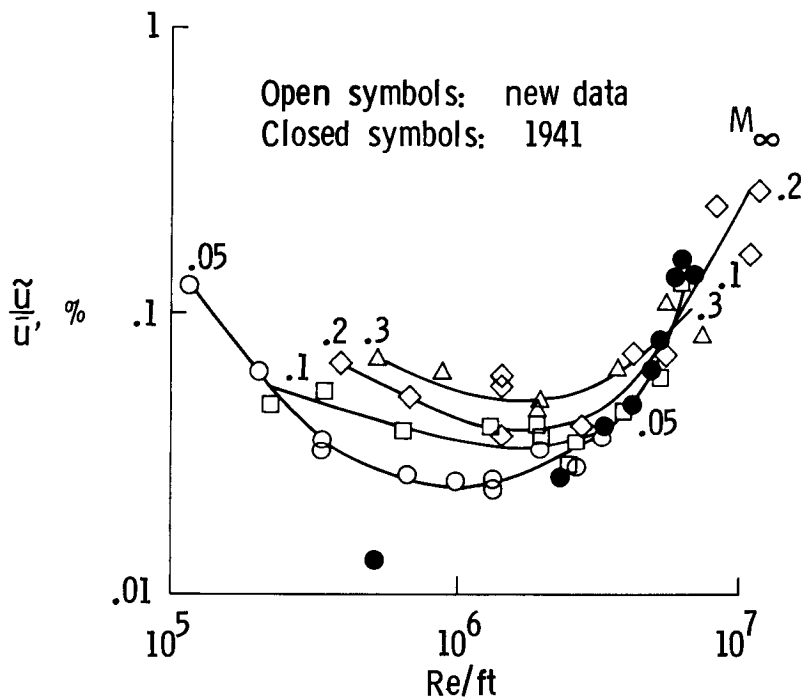 1
Open symbols: new data
Closed symbols: 1941
M∞
.2
.05
ũ/ū, %
.1
.2
.3
.1
.1
.3
.05
.01
10⁵
10⁶
10⁷
Re/ft